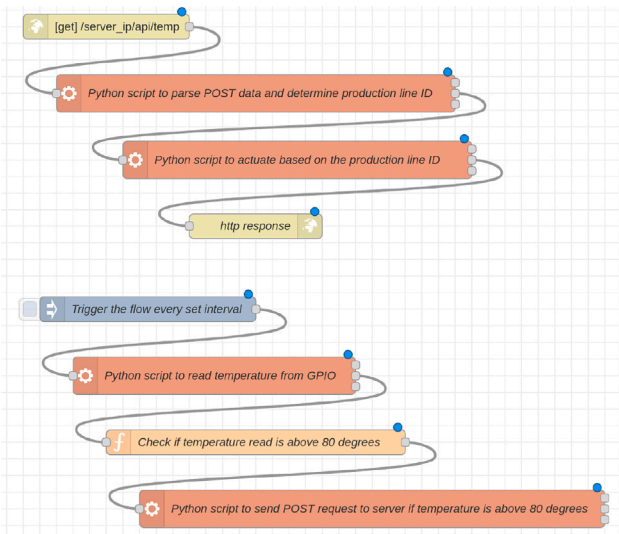 [get] /server_ip/api/temp
Python script to parse POST data and determine production line ID
Python script to actuate based on the production line ID
http response
Trigger the flow every set interval
Python script to read temperature from GPIO
Check if temperature read is above 80 degrees
Python script to send POST request to server if temperature is above 80 degrees